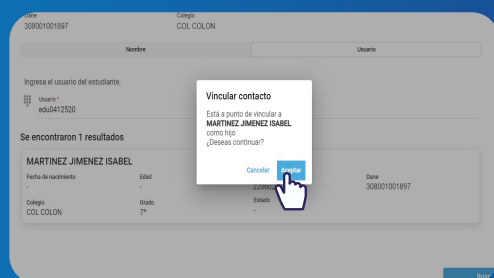 Dane
Colegio
308001001897
COL COLON
Nombre
Usuario
Ingresa el usuario del estudiante.
Usuario *
edu0412520
Se encontraron 1 resultados
MARTINEZ JIMENEZ ISABEL
Fecha de nacimiento
Edad
Dane
-
-
308001001897
Colegio
Grado
Estado
COL COLON
7°
-
Vincular contacto
Está a punto de vincular a
MARTINEZ JIMENEZ ISABEL
como hijo
¿Deseas continuar?
Cancelar
Aceptar